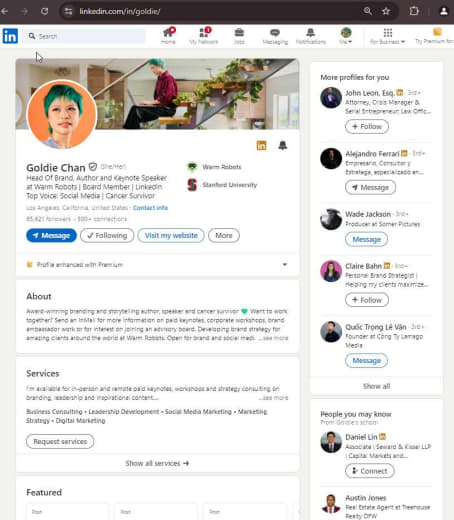 linkedin.com/in/goldie/
in
Search
Home
My Network
Jobs
Messaging
Notifications
Me
For Business
Try Premium for
Goldie Chan (She/Her)
Head Of Brand, Author and Keynote Speaker
at Warm Robots | Board Member | LinkedIn
Top Voice: Social Media | Cancer Survivor
Los Angeles, California, United States · Contact info
85,621 followers · 500+ connections
Warm Robots
Stanford University
Message
Following
Visit my website
More
Profile enhanced with Premium
About
Award-winning branding and storytelling author, speaker and cancer survivor 💚 Want to work
together? Send an InMail for more information on paid keynotes, corporate workshops, brand
ambassador work or for interest on joining an advisory board. Developing brand strategy for
amazing clients around the world at Warm Robots. Open for brand and social medi ...see more
Services
I'm available for in-person and remote paid keynotes, workshops and strategy consulting on
branding, leadership and inspirational content.... ...see more
Business Consulting • Leadership Development • Social Media Marketing • Marketing
Strategy • Digital Marketing
Request services
Show all services →
Featured
Post
Post
Post
More profiles for you
John Leon, Esq. in · 3rd+
Attorney, Crisis Manager &
Serial Entrepreneur. Law Offic...
+ Follow
Alejandro Ferrari in · 3rd+
Empresario, Consultor y
Estratega, especializado en...
Message
Wade Jackson · 3rd+
Producer at Somer Pictures
Message
Claire Bahn in · 3rd+
Personal Brand Strategist |
Helping my clients maximize...
+ Follow
Quốc Trọng Lê Văn · 3rd+
Founder at Công Ty Lamago
Media
Message
Show all
People you may know
From Goldie's school
Daniel Lin in
Associate | Seward & Kissel LLP
| Capital Markets and...
Connect
Austin Jones
Real Estate Agent at Treehouse
Realty DFW